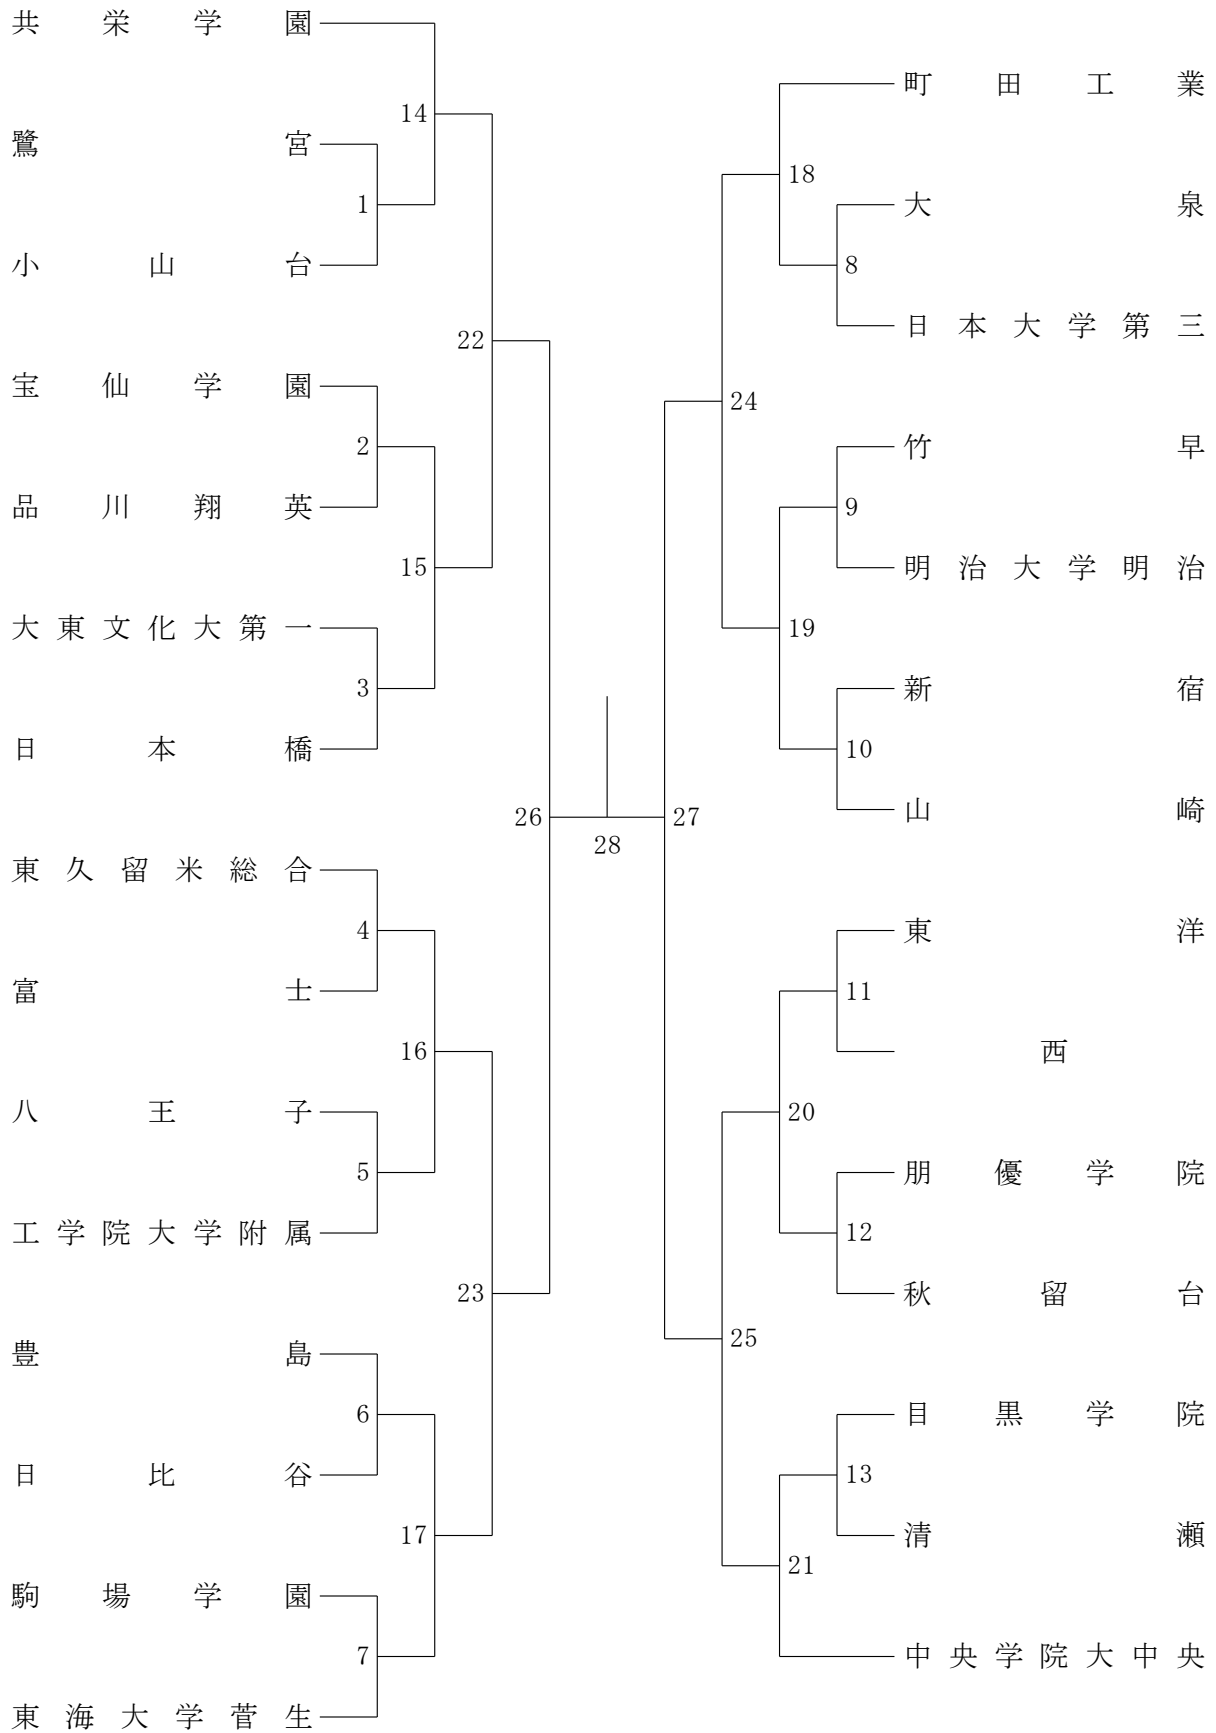 共栄学園
鷺宮
小山台
宝仙学園
品川翔英
大東文化大第一
日本橋
東久留米総合
富士
八王子
工学院大学附属
豊島
日比谷
駒場学園
東海大学菅生
1
2
3
4
5
6
7
14
15
16
17
22
23
26
28
27
24
25
18
19
20
21
8
9
10
11
12
13
町田工業
大泉
日本大学第三
竹早
明治大学明治
新宿
山崎
東洋
西
朋優学院
秋留台
目黒学院
清瀬
中央学院大中央